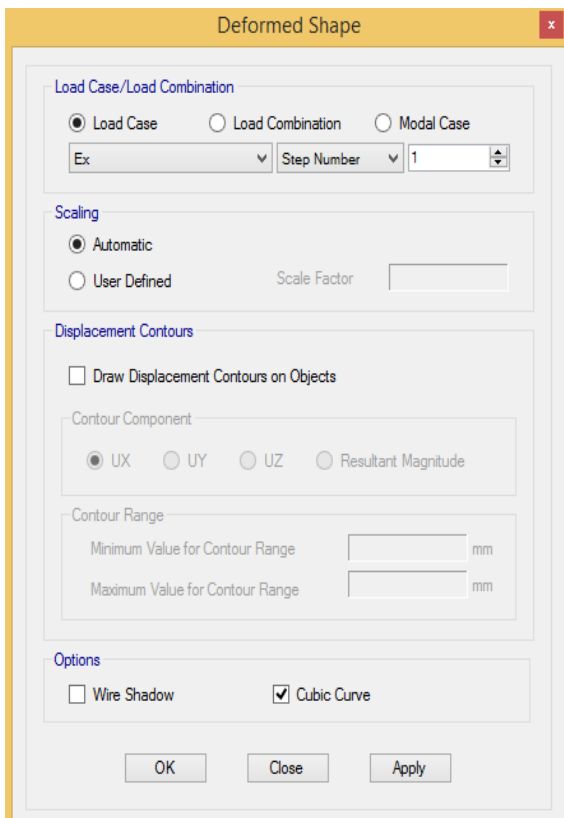 Deformed Shape
x
Load Case/Load Combination
Load Case Load Combination Modal Case
Ex Step Number 1
Scaling
Automatic
User Defined Scale Factor
Displacement Contours
Draw Displacement Contours on Objects
Contour Component
UX UY UZ Resultant Magnitude
Contour Range
Minimum Value for Contour Range mm
Maximum Value for Contour Range mm
Options
Wire Shadow Cubic Curve
OK Close Apply